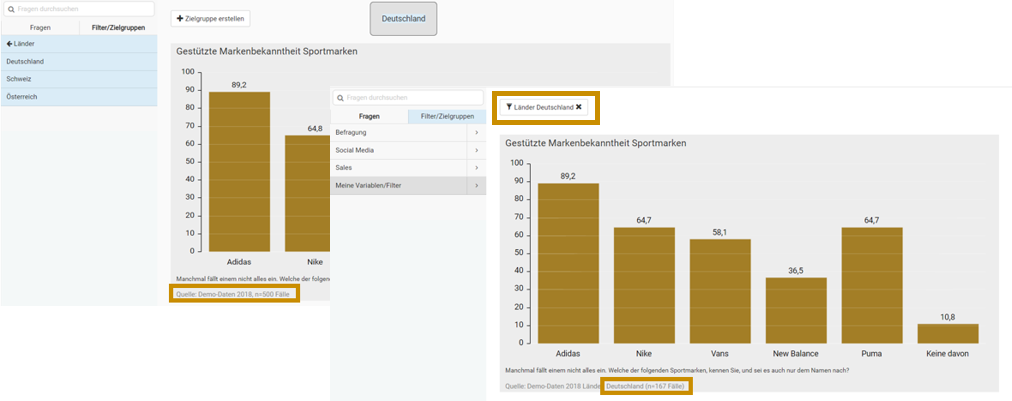 Fragen durchsuchen
Fragen
Filter/Zielgruppen
Länder
Deutschland
Schweiz
Österreich
Zielgruppe erstellen
Deutschland
Gestützte Markenbekanntheit Sportmarken
100
90
80
70
60
50
40
30
20
10
0
89,2
64,8
Adidas
Nike
Manchmal fällt einem nicht alles ein. Welche der folgend
Quelle: Demo-Daten 2018, n=500 Fälle
Fragen durchsuchen
Fragen
Filter/Zielgruppen
Befragung
Social Media
Sales
Meine Variablen/Filter
Länder Deutschland
Gestützte Markenbekanntheit Sportmarken
100
90
80
70
60
50
40
30
20
10
0
89,2
64,7
58,1
36,5
64,7
10,8
Adidas
Nike
Vans
New Balance
Puma
Keine davon
Manchmal fällt einem nicht alles ein. Welche der folgenden Sportmarken, kennen Sie, und sei es auch nur dem Namen nach?
Quelle: Demo-Daten 2018 Lände Deutschland (n=167 Fälle)